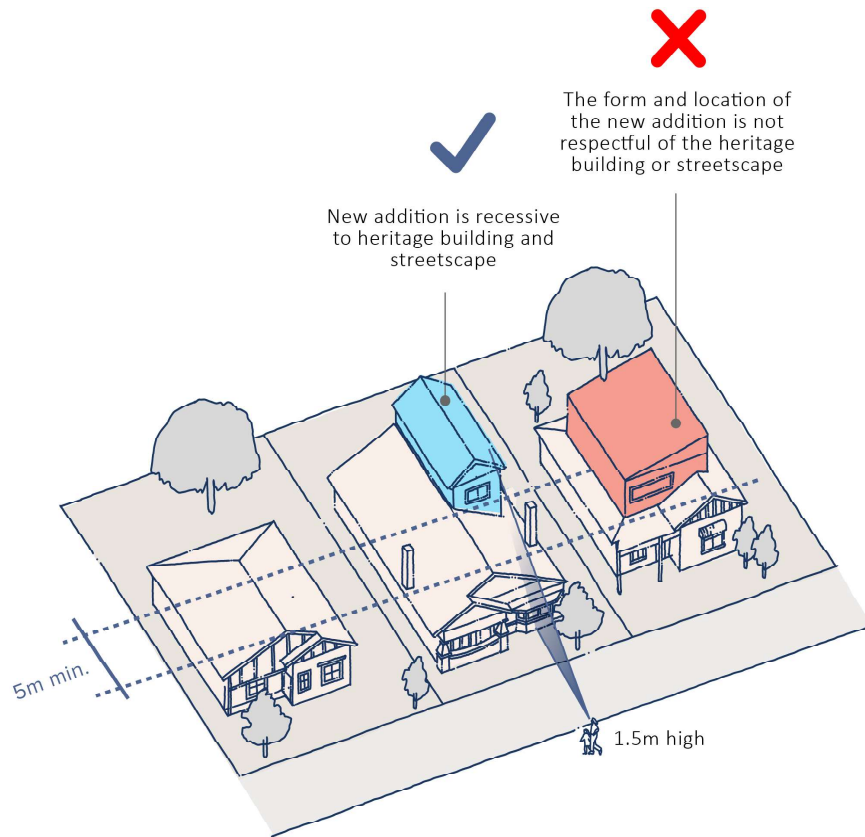 The form and location of
the new addition is not
respectful of the heritage
building or streetscape
New addition is recessive
to heritage building and
streetscape
5m min.
1.5m high